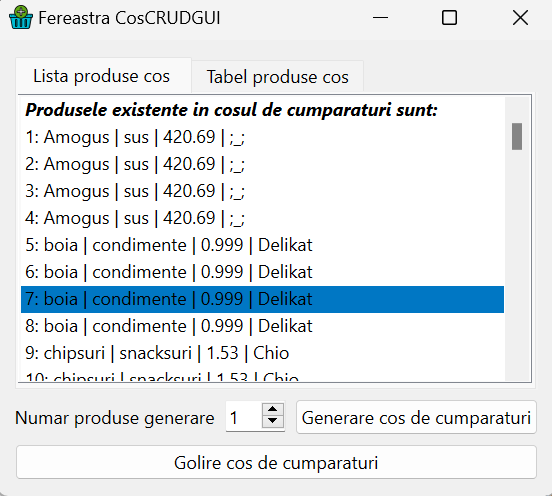 Fereastra CosCRUDGUI
Lista produse cos
Tabel produse cos
Produsele existente in cosul de cumparaturi sunt:
1: Amogus | sus | 420.69 | ;_;
2: Amogus | sus | 420.69 | ;_;
3: Amogus | sus | 420.69 | ;_;
4: Amogus | sus | 420.69 | ;_;
5: boia | condimente | 0.999 | Delikat
6: boia | condimente | 0.999 | Delikat
7: boia | condimente | 0.999 | Delikat
8: boia | condimente | 0.999 | Delikat
9: chipsuri | snacksuri | 1.53 | Chio
10: chipsuri | snacksuri | 1.53 | Chio
Numar produse generare 1 Generare cos de cumparaturi
Golire cos de cumparaturi